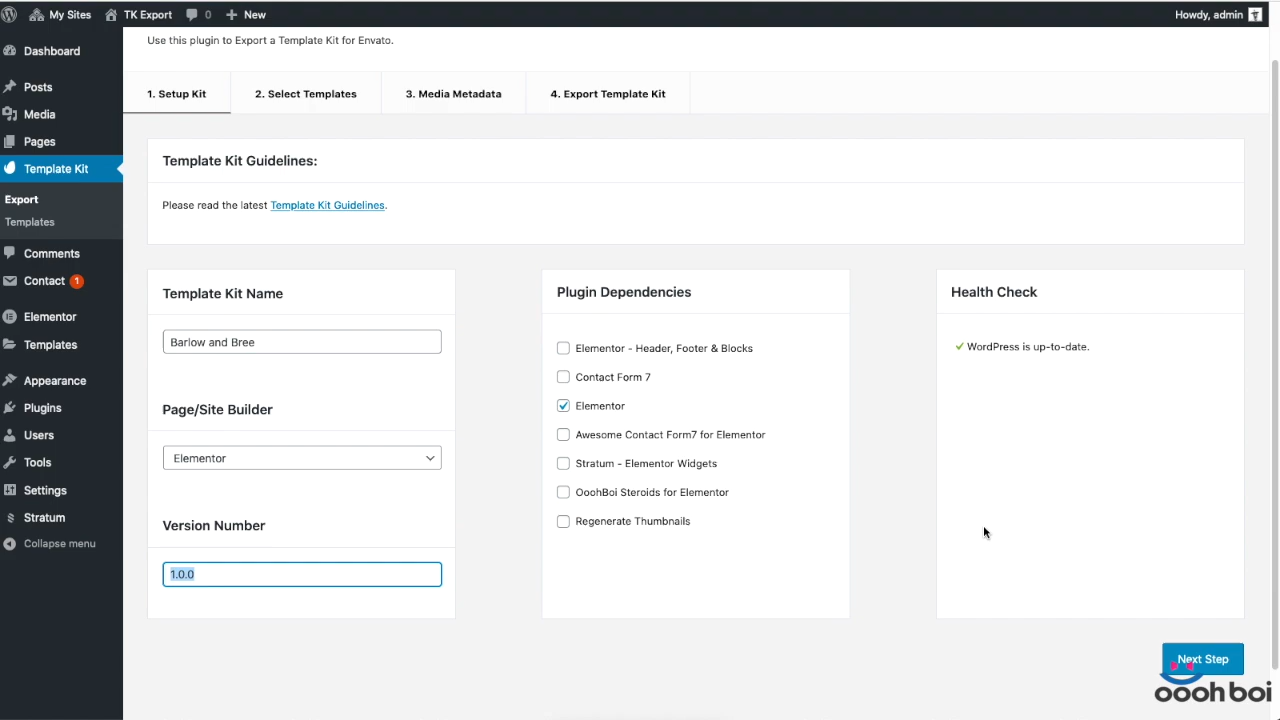 My Sites
TK Export
0
New
Howdy, admin
Dashboard
Posts
Media
Pages
Template Kit
Export
Templates
Comments
Contact 1
Elementor
Templates
Appearance
Plugins
Users
Tools
Settings
Stratum
Collapse menu
Use this plugin to Export a Template Kit for Envato.
1. Setup Kit
2. Select Templates
3. Media Metadata
4. Export Template Kit
Template Kit Guidelines:
Please read the latest Template Kit Guidelines.
Template Kit Name
Barlow and Bree
Page/Site Builder
Elementor
Version Number
1.0.0
Plugin Dependencies
Elementor - Header, Footer & Blocks
Contact Form 7
Elementor
Awesome Contact Form7 for Elementor
Stratum - Elementor Widgets
OoohBoi Steroids for Elementor
Regenerate Thumbnails
Health Check
WordPress is up-to-date.
Next Step
oooh boi